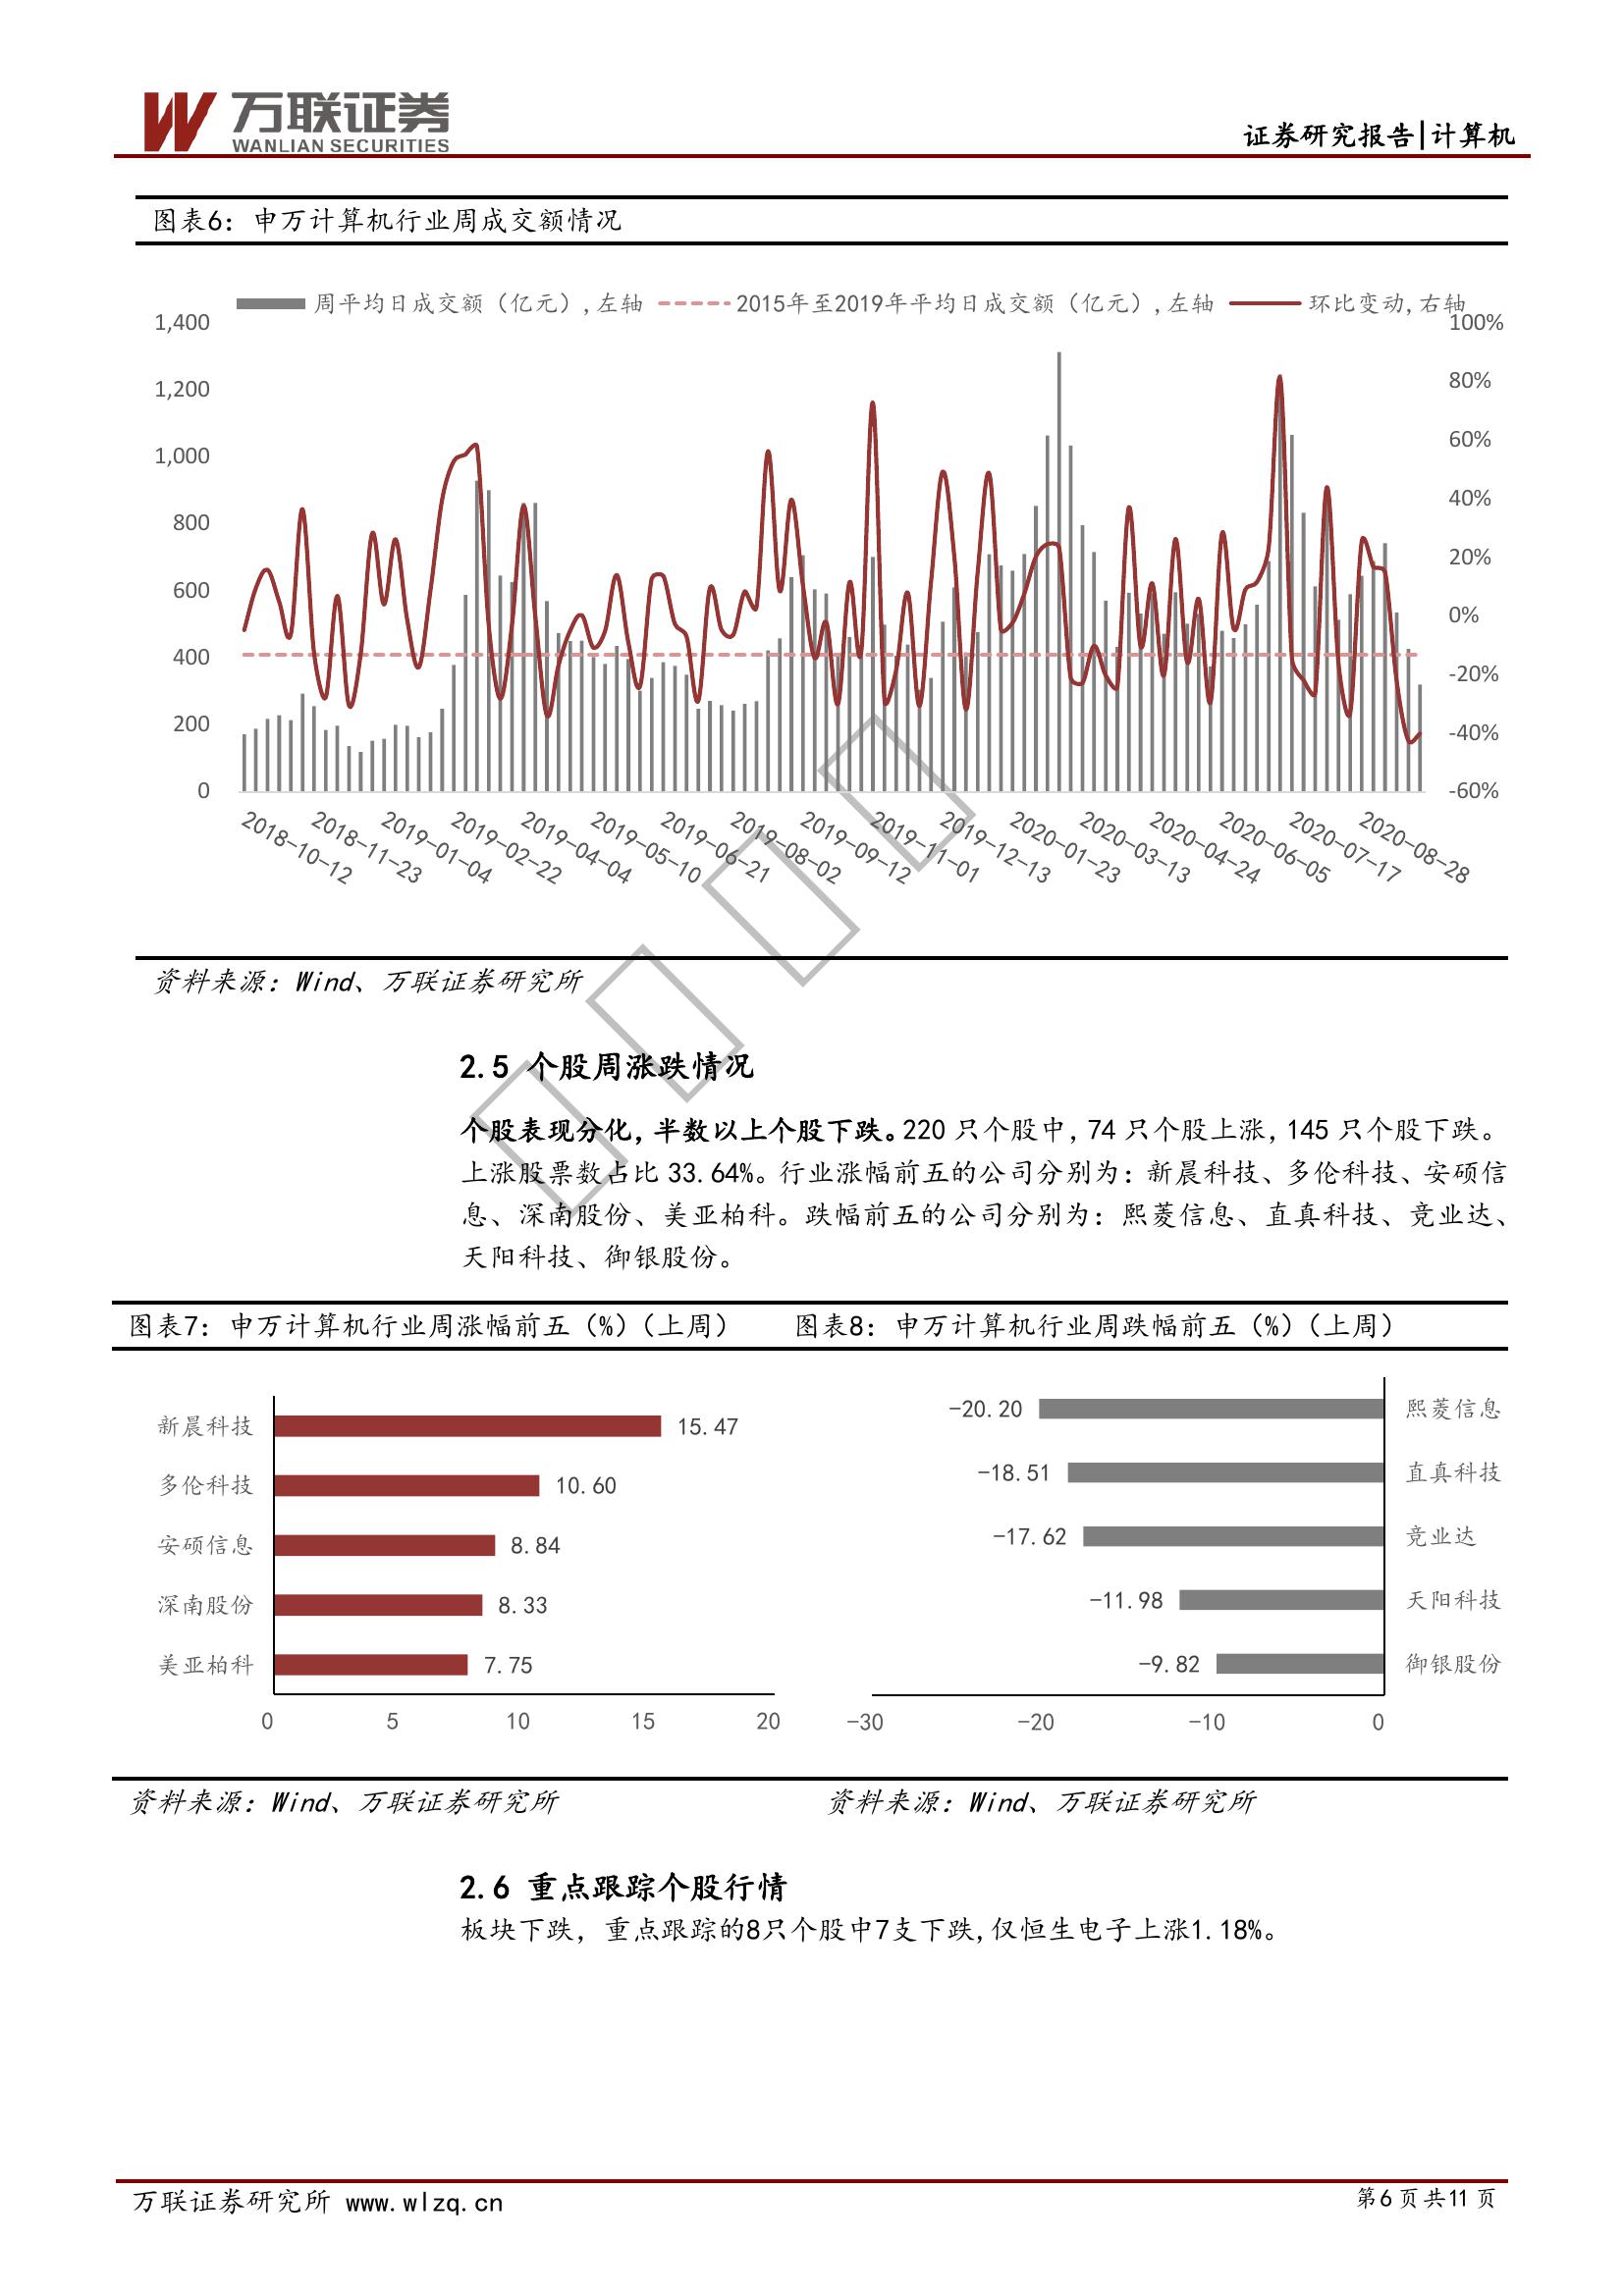 万联证券
WANLIAN SECURITIES
证券研究报告|计算机
图表6：申万计算机行业周成交额情况
周平均日成交额（亿元）,左轴 2015年至2019年平均日成交额（亿元）,左轴 环比变动,右轴
1,400
1,200
1,000
800
600
400
200
0
100%
80%
60%
40%
20%
0%
-20%
-40%
-60%
2018-10-12
2018-11-23
2019-01-04
2019-02-22
2019-04-04
2019-05-10
2019-06-21
2019-08-02
2019-09-12
2019-11-01
2019-12-13
2020-01-23
2020-03-13
2020-04-24
2020-06-05
2020-07-17
2020-08-28
资料来源：Wind、万联证券研究所
2.5 个股周涨跌情况
个股表现分化，半数以上个股下跌。220 只个股中，74 只个股上涨，145 只个股下跌。
上涨股票数占比 33.64%。行业涨幅前五的公司分别为：新晨科技、多伦科技、安硕信
息、深南股份、美亚柏科。跌幅前五的公司分别为：熙菱信息、直真科技、竞业达、
天阳科技、御银股份。
图表7：申万计算机行业周涨幅前五（%）（上周）
新晨科技 15.47
多伦科技 10.60
安硕信息 8.84
深南股份 8.33
美亚柏科 7.75
0 5 10 15 20
资料来源：Wind、万联证券研究所
图表8：申万计算机行业周跌幅前五（%）（上周）
-20.20 熙菱信息
-18.51 直真科技
-17.62 竞业达
-11.98 天阳科技
-9.82 御银股份
-30 -20 -10 0
资料来源：Wind、万联证券研究所
2.6 重点跟踪个股行情
板块下跌，重点跟踪的8只个股中7支下跌,仅恒生电子上涨1.18%。
万联证券研究所 www.wlzq.cn
第 6 页 共 11 页